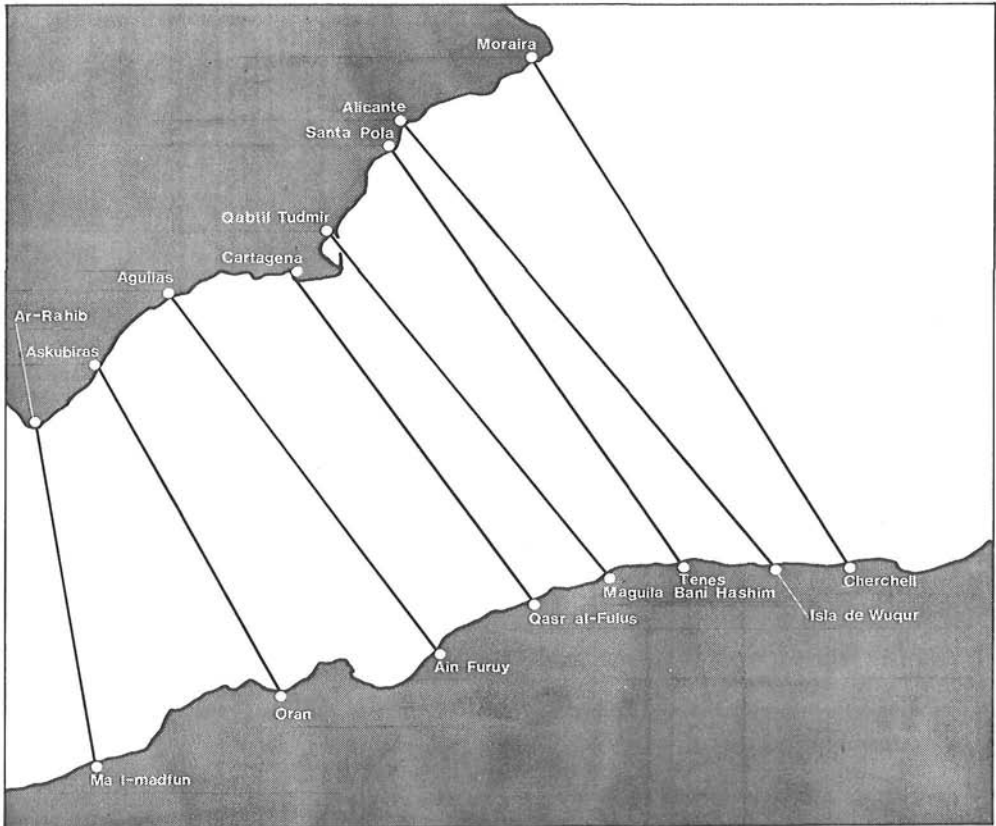 Moraira
Alicante
Santa Pola
Qabtil Tudmir
Cartagena
Aguilas
Ar-Rahib
Askubiras
Tenes
Cherchell
Maguila Bani Hashim
Isla de Wuqur
Qasr al-Fulus
Ain Furuy
Oran
Ma l-madfun